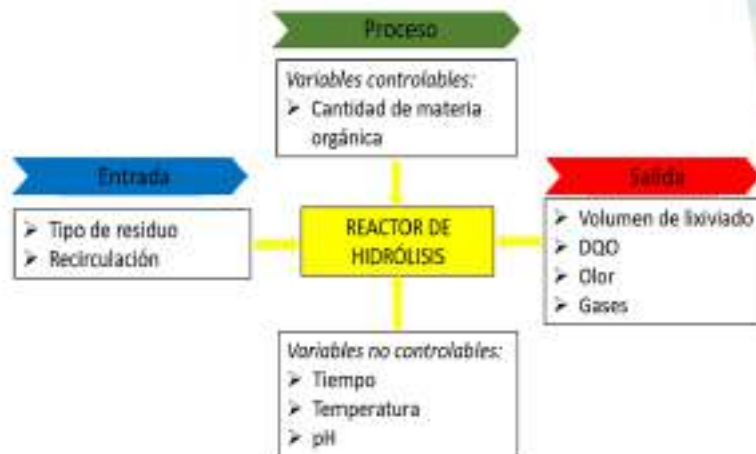 Proceso
Variables controlables:
➢ Cantidad de materia
orgánica
Entrada
➢ Tipo de residuo
➢ Recirculación
REACTOR DE
HIDRÓLISIS
Salida
➢ Volumen de lixiviado
➢ DQO
➢ Olor
➢ Gases
Variables no controlables:
➢ Tiempo
➢ Temperatura
➢ pH